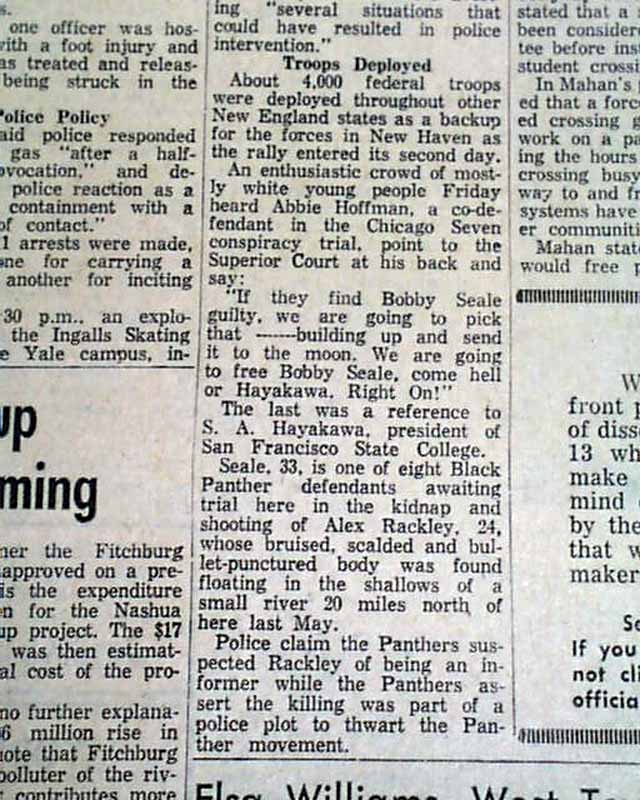 s.
one officer was hos-
with a foot injury and
as treated and releas-
being struck in the
Police Policy
aid police responded
gas "after a half-
ovocation," and de-
police reaction as a
containment with a
of contact."
1 arrests were made,
one for carrying a
another for inciting
30 p.m., an explo-
the Ingalls Skating
e Yale campus, in-
up
ming
ner the Fitchburg
approved on a pre-
is the expenditure
en for the Nashua
up project. The $17
was then estimat-
al cost of the pro-
no further explana-
6 million rise in
note that Fitchburg
polluter of the riv-
contributes more
ing "several situations that
could have resulted in police
intervention."
Troops Deployed
About 4,000 federal troops
were deployed throughout other
New England states as a backup
for the forces in New Haven as
the rally entered its second day.
An enthusiastic crowd of most-
ly white young people Friday
heard Abbie Hoffman, a co-de-
fendant in the Chicago Seven
conspiracy trial, point to the
Superior Court at his back and
say:
"If they find Bobby Seale
guilty, we are going to pick
that ------building up and send
it to the moon. We are going
to free Bobby Seale, come hell
or Hayakawa. Right On!"
The last was a reference to
S. A. Hayakawa, president of
San Francisco State College.
Seale, 33, is one of eight Black
Panther defendants awaiting
trial here in the kidnap and
shooting of Alex Rackley, 24,
whose bruised, scalded and bul-
let-punctured body was found
floating in the shallows of a
small river 20 miles north of
here last May.
Police claim the Panthers sus-
pected Rackley of being an in-
former while the Panthers as-
sert the killing was part of a
police plot to thwart the Pan-
ther movement.
Elsa Williams, West To
stated that a
been considere
tee before ins
student crossi
In Mahan's
ed that a force
ed crossing g
work on a pa
ing the hours
crossing busy
way to and fr
systems have
er communiti
Mahan state
would free p
W
front p
of diss
13 wh
make
mind
by the
that w
maker
Sc
If you
not cli
officia